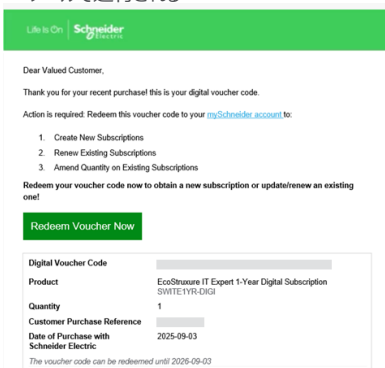 Life Is On Schneider Electric
Dear Valued Customer,
Thank you for your recent purchase! this is your digital voucher code.
Action is required: Redeem this voucher code to your mySchneider account to:
1. Create New Subscriptions
2. Renew Existing Subscriptions
3. Amend Quantity on Existing Subscriptions
Redeem your voucher code now to obtain a new subscription or update/renew an existing
one!
Redeem Voucher Now
Digital Voucher Code
Product EcoStruxure IT Expert 1-Year Digital Subscription
SWITE1YR-DIGI
Quantity 1
Customer Purchase Reference
Date of Purchase with 2025-09-03
Schneider Electric
The voucher code can be redeemed until 2026-09-03